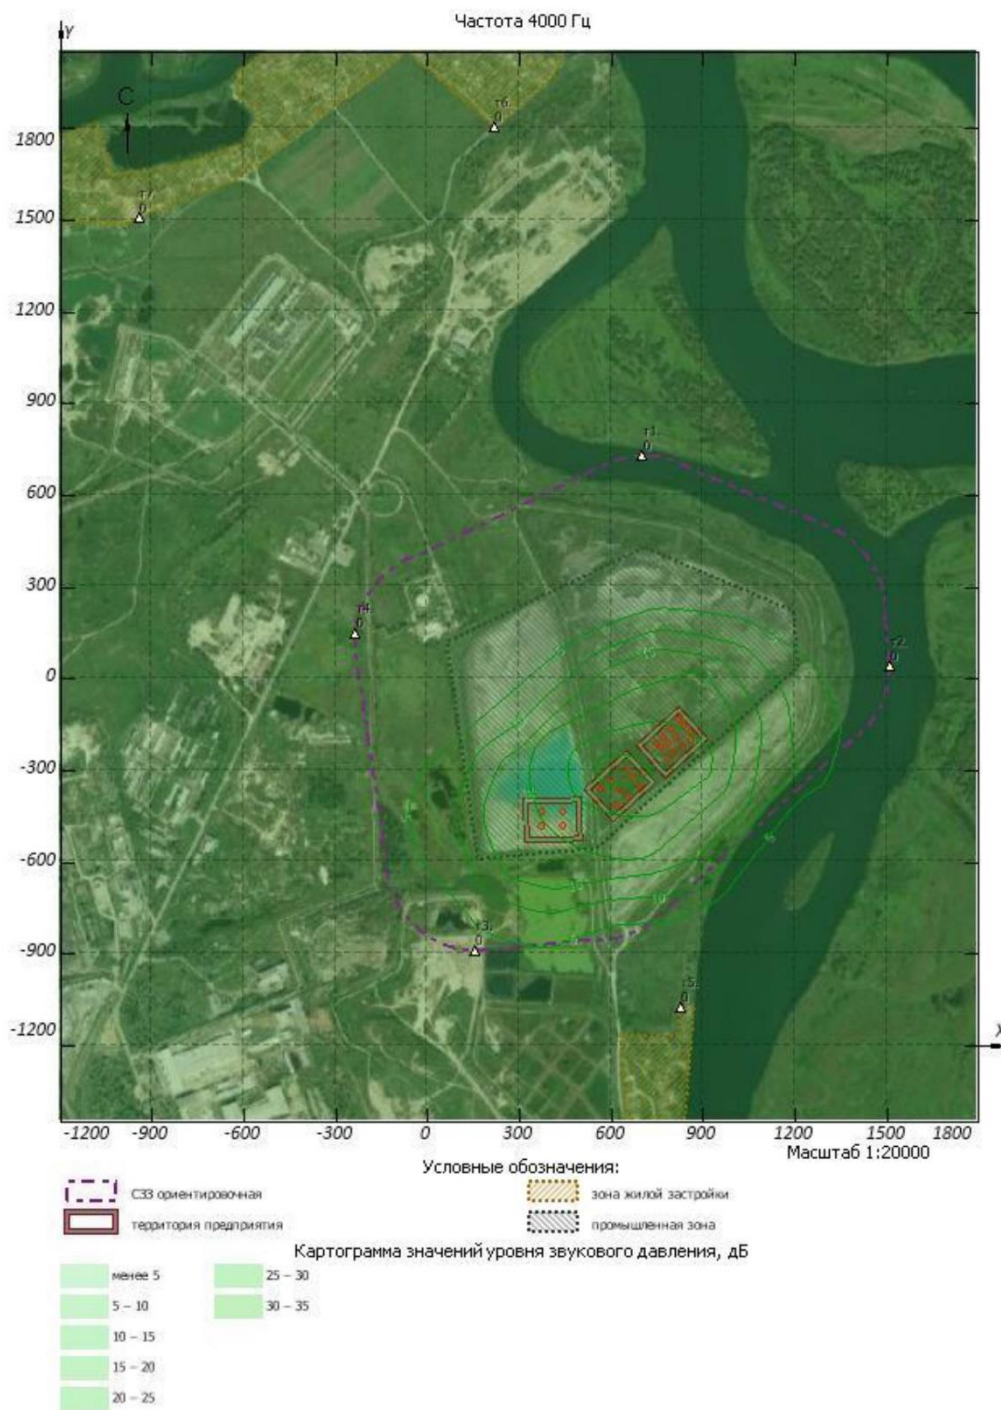 Частота 4000 Гц
Y
С
т6.
0
т7.
0
1800
1500
1200
900
600
300
0
-300
-600
-900
-1200
т1.
0
т4.
0
т2.
0
т3.
0
т5.
0
15
10
5
X
-1200 -900 -600 -300 0 300 600 900 1200 1500 1800
Масштаб 1:20000
Условные обозначения:
СЗЗ ориентировочная
зона жилой застройки
территория предприятия
промышленная зона
Картограмма значений уровня звукового давления, дБ
менее 5
25 – 30
5 – 10
30 – 35
10 – 15
15 – 20
20 – 25